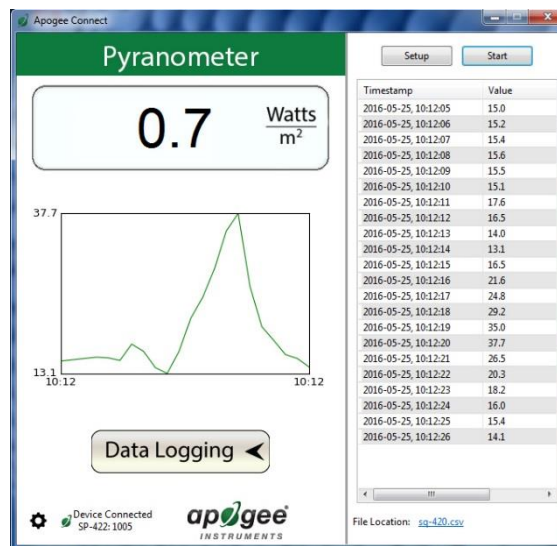 Apogee Connect
Pyranometer
0.7 Watts
m²
37.7
13.1
10:12 10:12
Data Logging
Device Connected
SP-422: 1005
apogee
INSTRUMENTS
Setup Start
Timestamp Value
2016-05-25, 10:12:05 15.0
2016-05-25, 10:12:06 15.2
2016-05-25, 10:12:07 15.4
2016-05-25, 10:12:08 15.6
2016-05-25, 10:12:09 15.5
2016-05-25, 10:12:10 15.1
2016-05-25, 10:12:11 17.6
2016-05-25, 10:12:12 16.5
2016-05-25, 10:12:13 14.0
2016-05-25, 10:12:14 13.1
2016-05-25, 10:12:15 16.5
2016-05-25, 10:12:16 21.6
2016-05-25, 10:12:17 24.8
2016-05-25, 10:12:18 29.2
2016-05-25, 10:12:19 35.0
2016-05-25, 10:12:20 37.7
2016-05-25, 10:12:21 26.5
2016-05-25, 10:12:22 20.3
2016-05-25, 10:12:23 18.2
2016-05-25, 10:12:24 16.0
2016-05-25, 10:12:25 15.4
2016-05-25, 10:12:26 14.1
File Location: sq-420.csv